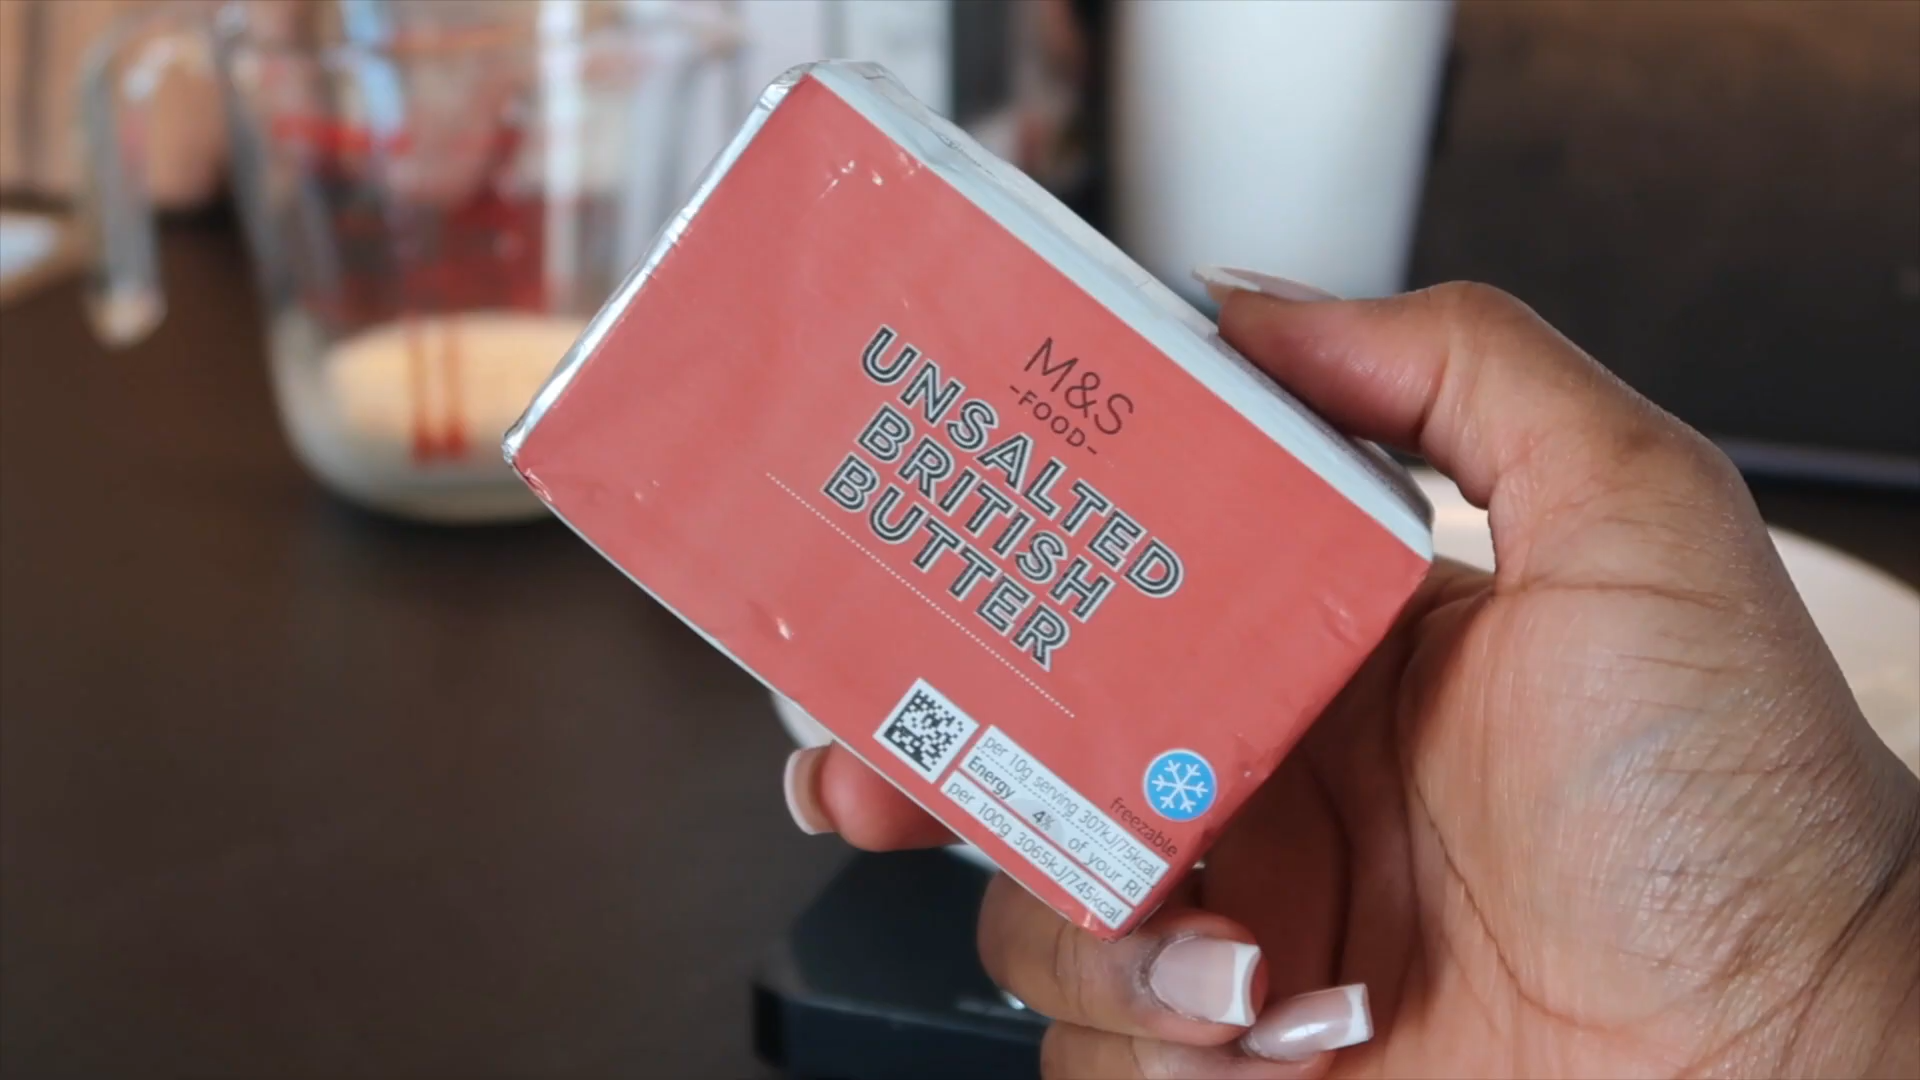 M&S
-FOOD-
UNSALTED
BRITISH
BUTTER
per 10g serving 307kJ/75kcal
Energy 4% of your RI
per 100g 3065kJ/745kcal
freezable